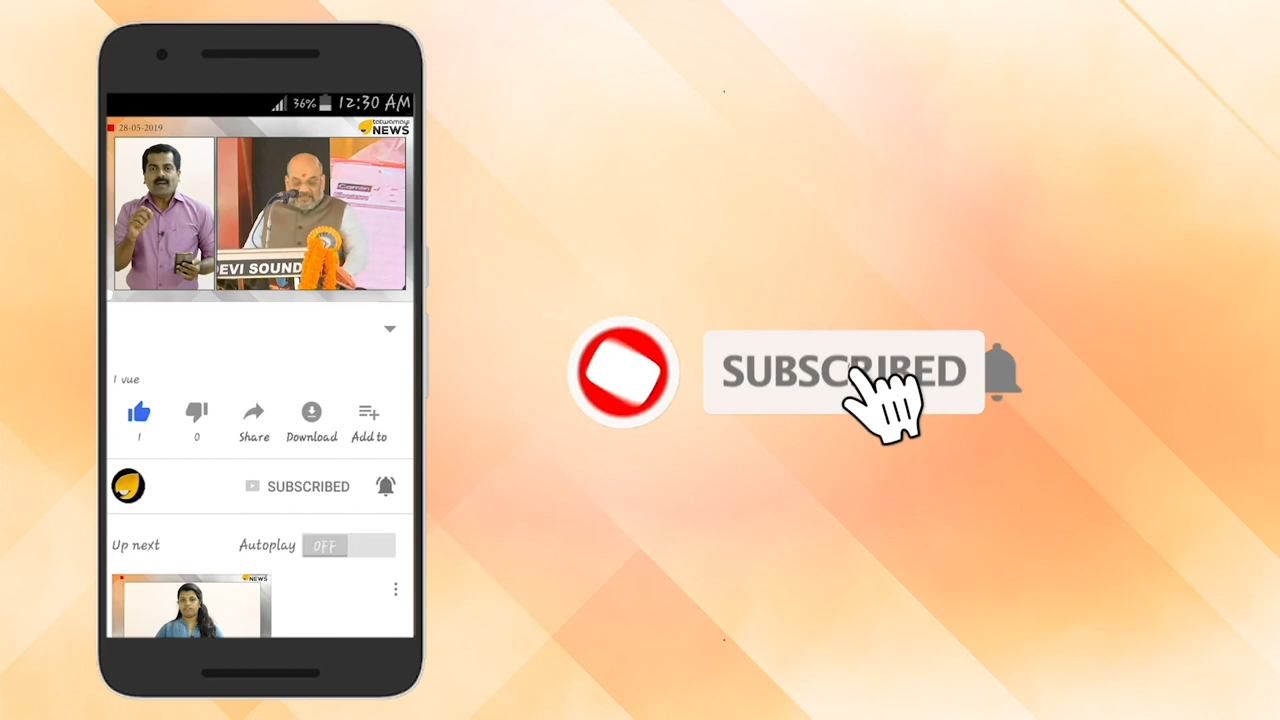 36% 12:30 AM
28-05-2019
tatwamayi
NEWS
DEVI SOUND
1 vue
1
0
Share
Download
Add to
SUBSCRIBED
Up next
Autoplay
OFF
NEWS
SUBSCRIBED